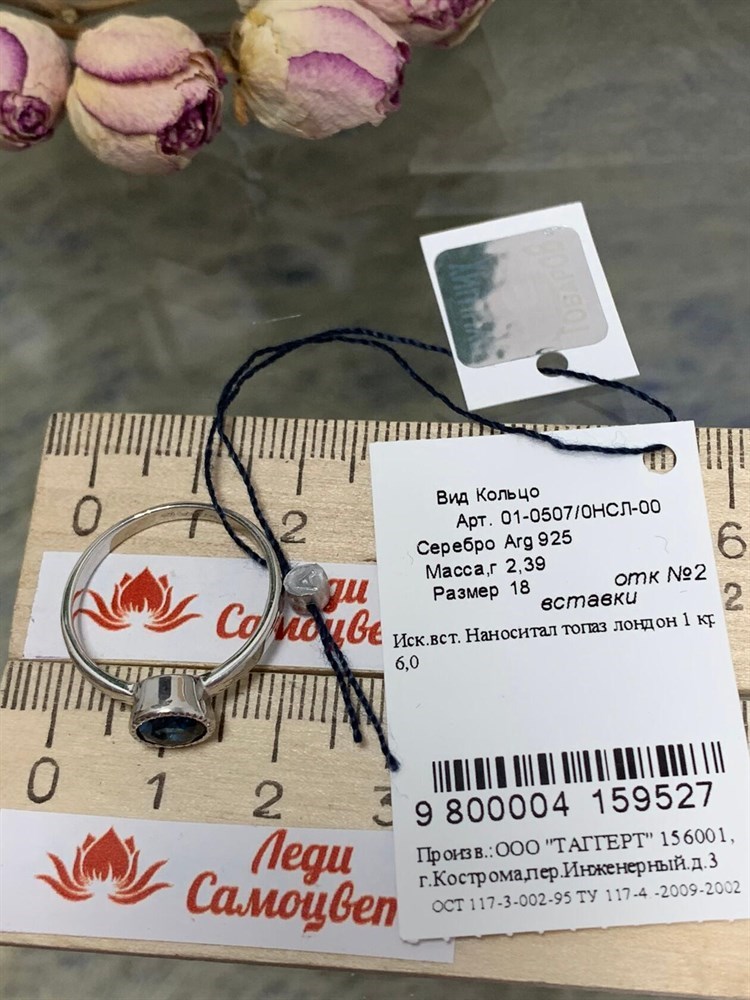 Вид Кольцо
Арт. 01-0507/0НСЛ-00
Серебро Arg 925
Масса,г 2,39
Размер 18
отк №2
вставки
Иск.вст. Наноситал топаз лондон 1 кр
6,0
9 800004 159527
Произв.:ООО "ТАГГЕРТ" 156001,
г.Кострома,пер.Инженерный.д.3
ОСТ 117-3-002-95 ТУ 117-4.-2009-2002
0 2 6
Леди
Самоцвет
2
0 1 2 3
Леди
Самоцвет